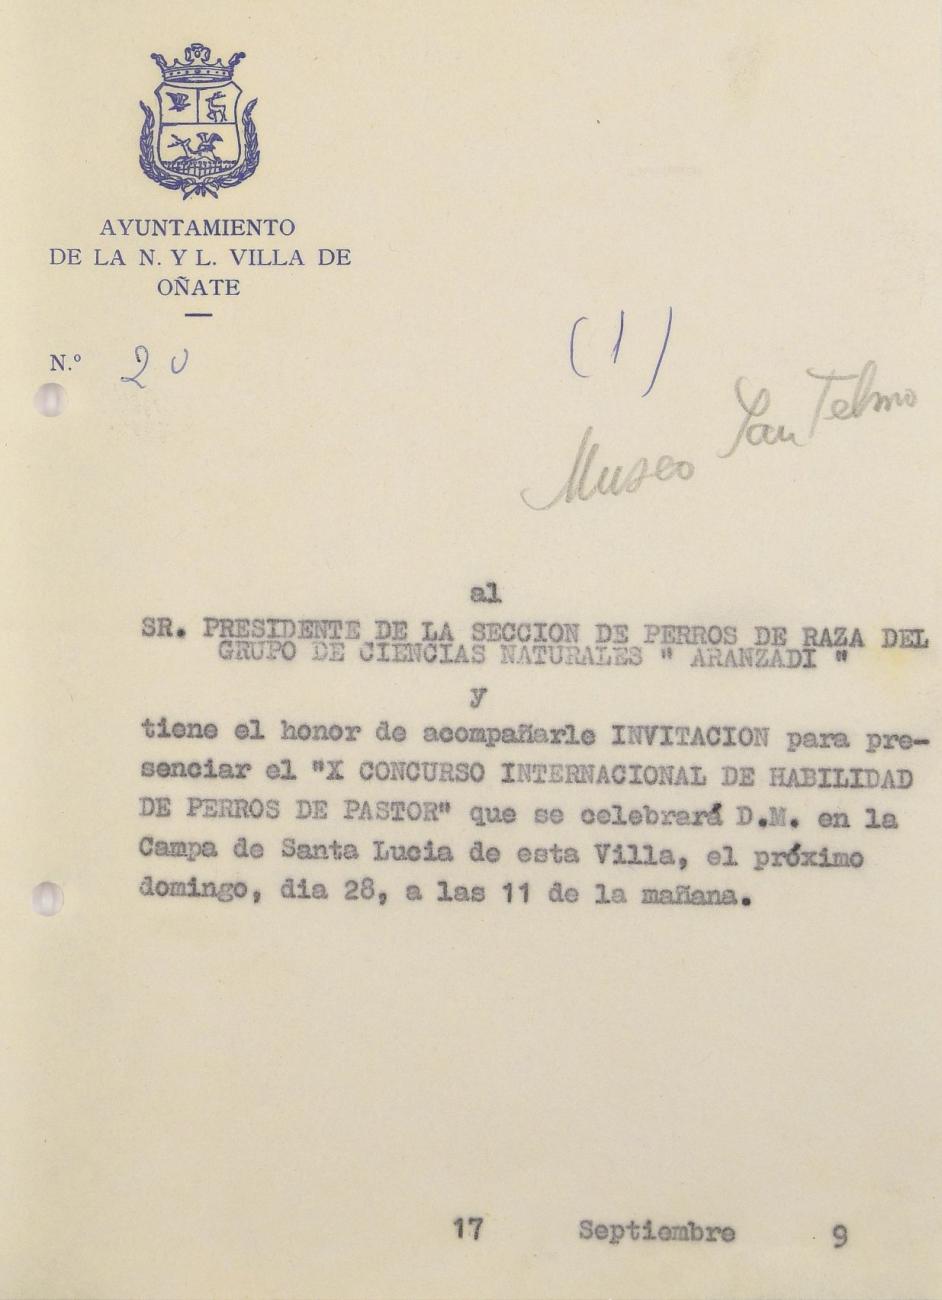 AYUNTAMIENTO
DE LA N. Y L. VILLA DE
OÑATE
N.º 20
(1)
Museo San Telmo
al
SR. PRESIDENTE DE LA SECCION DE PERROS DE RAZA DEL
GRUPO DE CIENCIAS NATURALES " ARANZADI "
y
tiene el honor de acompañarle INVITACION para pre-
senciar el "X CONCURSO INTERNACIONAL DE HABILIDAD
DE PERROS DE PASTOR" que se celebrará D.M. en la
Campa de Santa Lucia de esta Villa, el próximo
domingo, dia 28, a las 11 de la mañana.
17 Septiembre 9